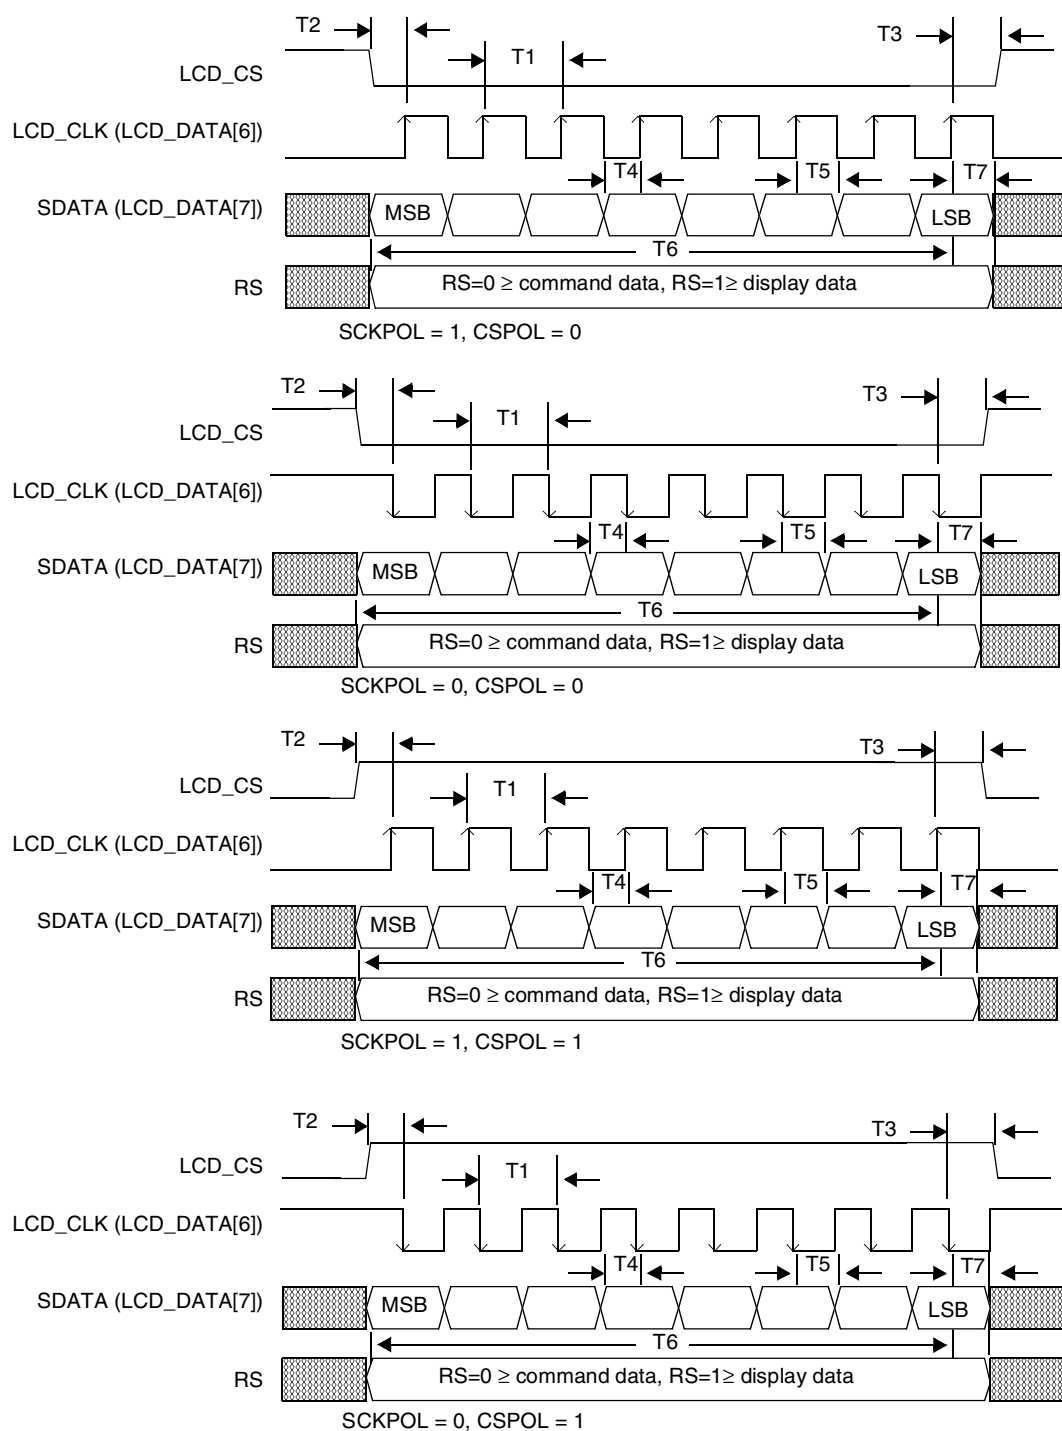 T2
T3
T1
LCD_CS
LCD_CLK (LCD_DATA[6])
T4
T5
T7
SDATA (LCD_DATA[7])
MSB
LSB
T6
RS
RS=0 ≥ command data, RS=1≥ display data
SCKPOL = 1, CSPOL = 0
T2
T3
T1
LCD_CS
LCD_CLK (LCD_DATA[6])
T4
T5
T7
SDATA (LCD_DATA[7])
MSB
LSB
T6
RS
RS=0 ≥ command data, RS=1≥ display data
SCKPOL = 0, CSPOL = 0
T2
T3
T1
LCD_CS
LCD_CLK (LCD_DATA[6])
T4
T5
T7
SDATA (LCD_DATA[7])
MSB
LSB
T6
RS
RS=0 ≥ command data, RS=1≥ display data
SCKPOL = 1, CSPOL = 1
T2
T3
T1
LCD_CS
LCD_CLK (LCD_DATA[6])
T4
T5
T7
SDATA (LCD_DATA[7])
MSB
LSB
T6
RS
RS=0 ≥ command data, RS=1≥ display data
SCKPOL = 0, CSPOL = 1